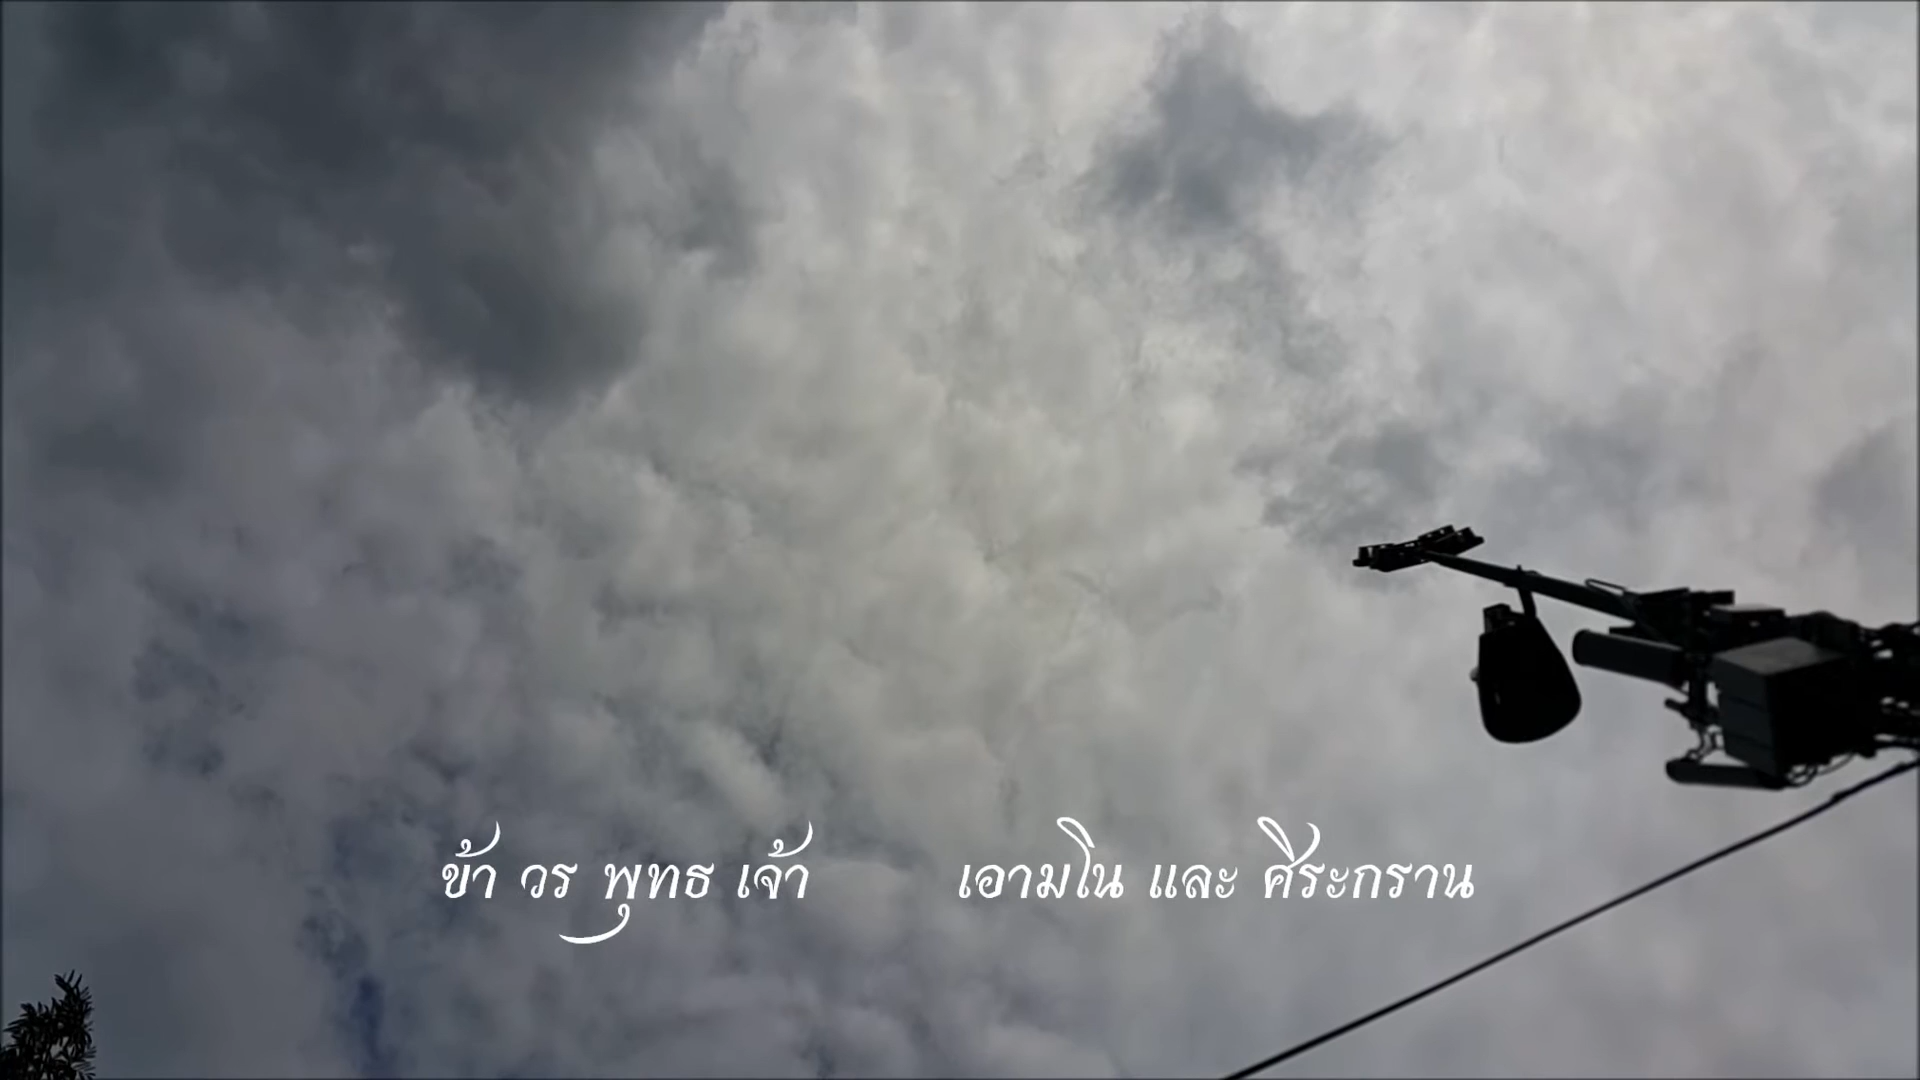 ข้า วร พุทธ เจ้า เอามโน และ ศิระกราน